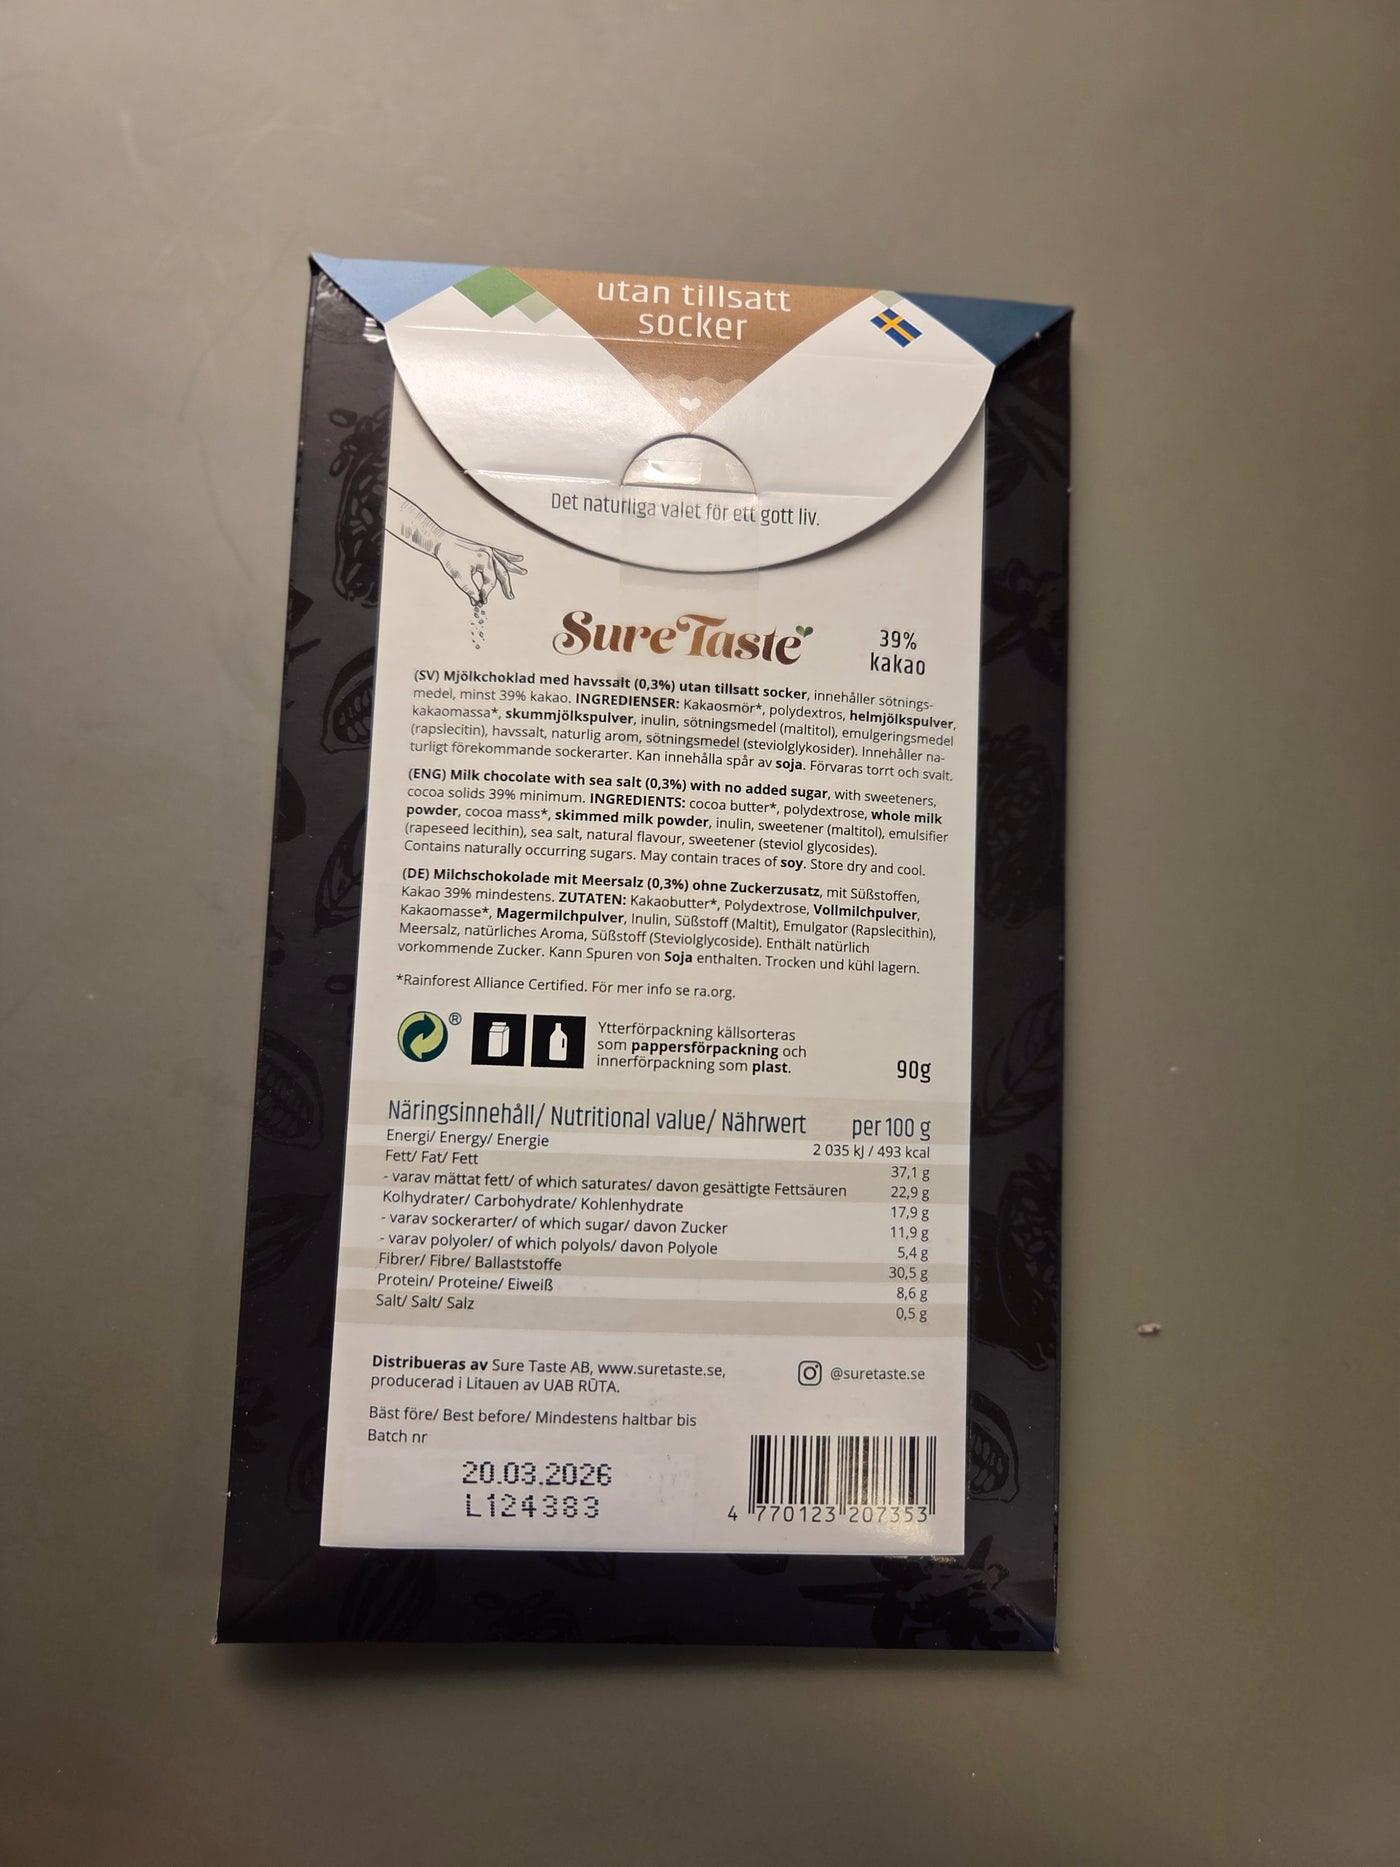 utan tillsatt
socker
Det naturliga valet för ett gott liv.
Sure Taste
39%
kakao
(SV) Mjölkchoklad med havssalt (0,3%) utan tillsatt socker, innehåller sötnings-
medel, minst 39% kakao. INGREDIENSER: Kakaosmör*, polydextros, helmjölkspulver,
kakaomassa*, skummjölkspulver, inulin, sötningsmedel (maltitol), emulgeringsmedel
(rapslecitin), havssalt, naturlig arom, sötningsmedel (steviolglykosider). Innehåller na-
turligt förekommande sockerarter. Kan innehålla spår av soja. Förvaras torrt och svalt.
(ENG) Milk chocolate with sea salt (0,3%) with no added sugar, with sweeteners,
cocoa solids 39% minimum. INGREDIENTS: cocoa butter*, polydextrose, whole milk
powder, cocoa mass*, skimmed milk powder, inulin, sweetener (maltitol), emulsifier
(rapeseed lecithin), sea salt, natural flavour, sweetener (steviol glycosides).
Contains naturally occurring sugars. May contain traces of soy. Store dry and cool.
(DE) Milchschokolade mit Meersalz (0,3%) ohne Zuckerzusatz, mit Süßstoffen,
Kakao 39% mindestens. ZUTATEN: Kakaobutter*, Polydextrose, Vollmilchpulver,
Kakaomasse*, Magermilchpulver, Inulin, Süßstoff (Maltit), Emulgator (Rapslecithin),
Meersalz, natürliches Aroma, Süßstoff (Steviolglycoside). Enthält natürlich
vorkommende Zucker. Kann Spuren von Soja enthalten. Trocken und kühl lagern.
*Rainforest Alliance Certified. För mer info se ra.org.
®
Ytterförpackning källsorteras
som pappersförpackning och
innerförpackning som plast.
90g
Näringsinnehåll/ Nutritional value/ Nährwert per 100 g
Energi/ Energy/ Energie 2 035 kJ / 493 kcal
Fett/ Fat/ Fett 37,1 g
- varav mättat fett/ of which saturates/ davon gesättigte Fettsäuren 22,9 g
Kolhydrater/ Carbohydrate/ Kohlenhydrate 17,9 g
- varav sockerarter/ of which sugar/ davon Zucker 11,9 g
- varav polyoler/ of which polyols/ davon Polyole 5,4 g
Fibrer/ Fibre/ Ballaststoffe 30,5 g
Protein/ Proteine/ Eiweiß 8,6 g
Salt/ Salt/ Salz 0,5 g
Distribueras av Sure Taste AB, www.suretaste.se,
producerad i Litauen av UAB RŪTA.
@suretaste.se
Bäst före/ Best before/ Mindestens haltbar bis
Batch nr
20.03.2026
L124383
4 770123 207353